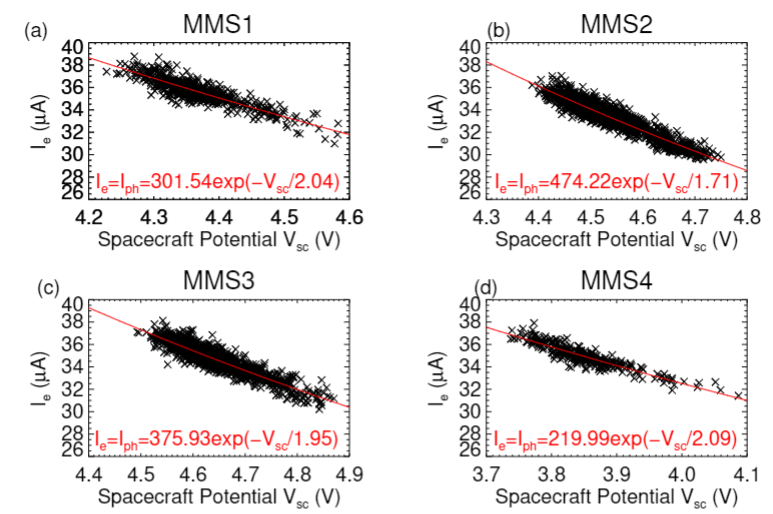 (a) MMS1
40
38
36
34
32
30
28
26
I_e (μA)
I_e=I_ph=301.54exp(−V_sc/2.04)
4.2 4.3 4.4 4.5 4.6
Spacecraft Potential V_sc (V)
(b) MMS2
40
38
36
34
32
30
28
26
I_e (μA)
I_e=I_ph=474.22exp(−V_sc/1.71)
4.3 4.4 4.5 4.6 4.7 4.8
Spacecraft Potential V_sc (V)
(c) MMS3
40
38
36
34
32
30
28
26
I_e (μA)
I_e=I_ph=375.93exp(−V_sc/1.95)
4.4 4.5 4.6 4.7 4.8 4.9
Spacecraft Potential V_sc (V)
(d) MMS4
40
38
36
34
32
30
28
26
I_e (μA)
I_e=I_ph=219.99exp(−V_sc/2.09)
3.7 3.8 3.9 4.0 4.1
Spacecraft Potential V_sc (V)